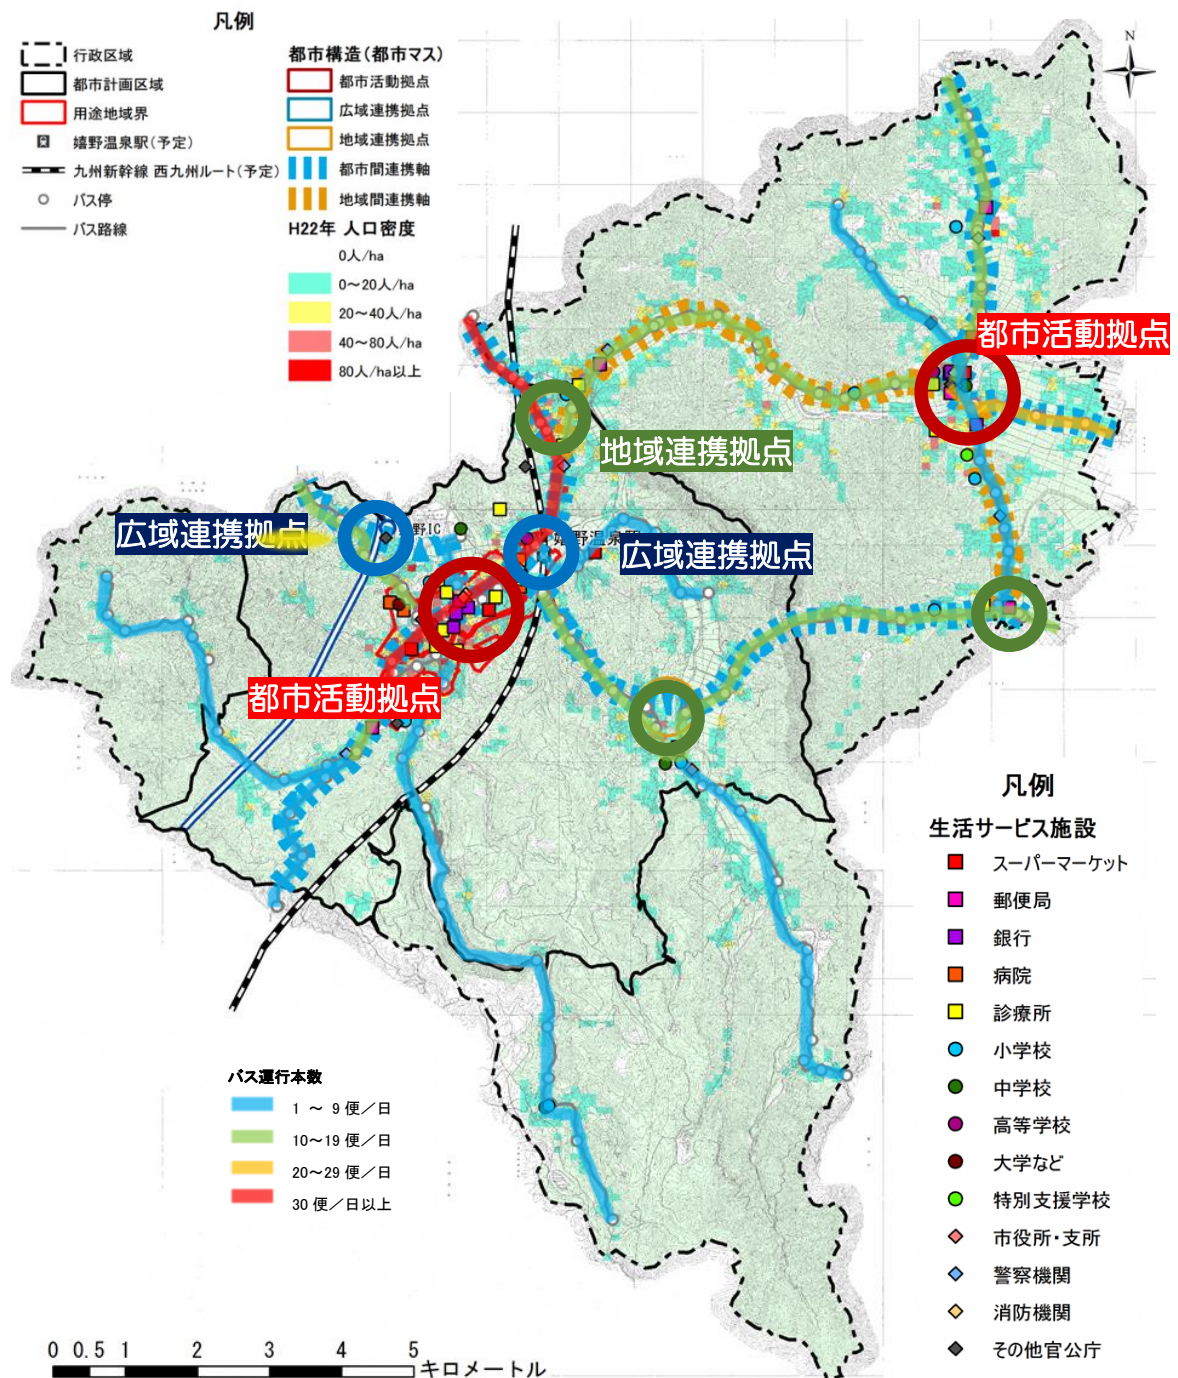 凡例
行政区域
都市計画区域
用途地域界
嬉野温泉駅(予定)
九州新幹線 西九州ルート(予定)
バス停
バス路線
都市構造(都市マス)
都市活動拠点
広域連携拠点
地域連携拠点
都市間連携軸
地域間連携軸
H22年 人口密度
0人/ha
0～20人/ha
20～40人/ha
40～80人/ha
80人/ha以上
N
都市活動拠点
地域連携拠点
広域連携拠点
野IC
嬉野温泉駅
広域連携拠点
都市活動拠点
凡例
生活サービス施設
スーパーマーケット
郵便局
銀行
病院
診療所
小学校
中学校
高等学校
大学など
特別支援学校
市役所・支所
警察機関
消防機関
その他官公庁
バス運行本数
1 ～ 9 便／日
10～19 便／日
20～29 便／日
30 便／日以上
0 0.5 1 2 3 4 5
キロメートル